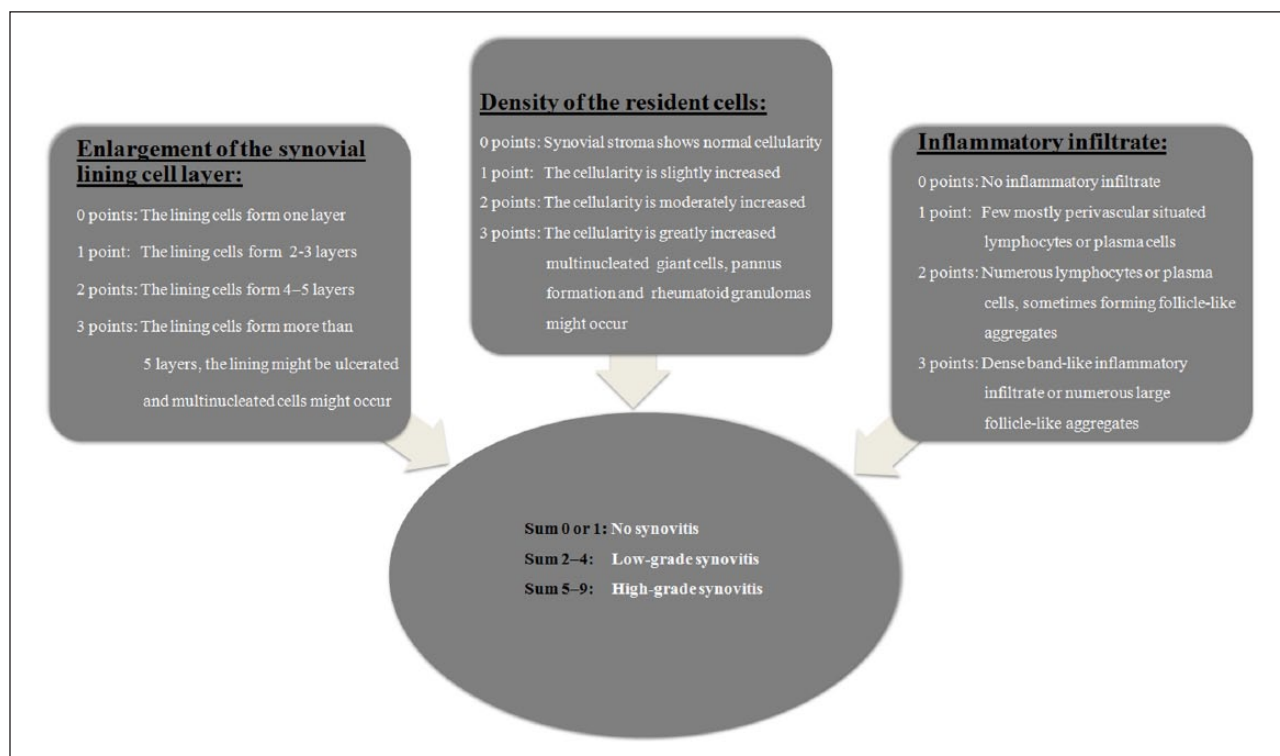 Enlargement of the synovial
lining cell layer:
0 points: The lining cells form one layer
1 point: The lining cells form 2-3 layers
2 points: The lining cells form 4–5 layers
3 points: The lining cells form more than
5 layers, the lining might be ulcerated
and multinucleated cells might occur
Density of the resident cells:
0 points: Synovial stroma shows normal cellularity
1 point: The cellularity is slightly increased
2 points: The cellularity is moderately increased
3 points: The cellularity is greatly increased
multinucleated giant cells, pannus
formation and rheumatoid granulomas
might occur
Inflammatory infiltrate:
0 points: No inflammatory infiltrate
1 point: Few mostly perivascular situated
lymphocytes or plasma cells
2 points: Numerous lymphocytes or plasma
cells, sometimes forming follicle-like
aggregates
3 points: Dense band-like inflammatory
infiltrate or numerous large
follicle-like aggregates
Sum 0 or 1: No synovitis
Sum 2–4: Low-grade synovitis
Sum 5–9: High-grade synovitis